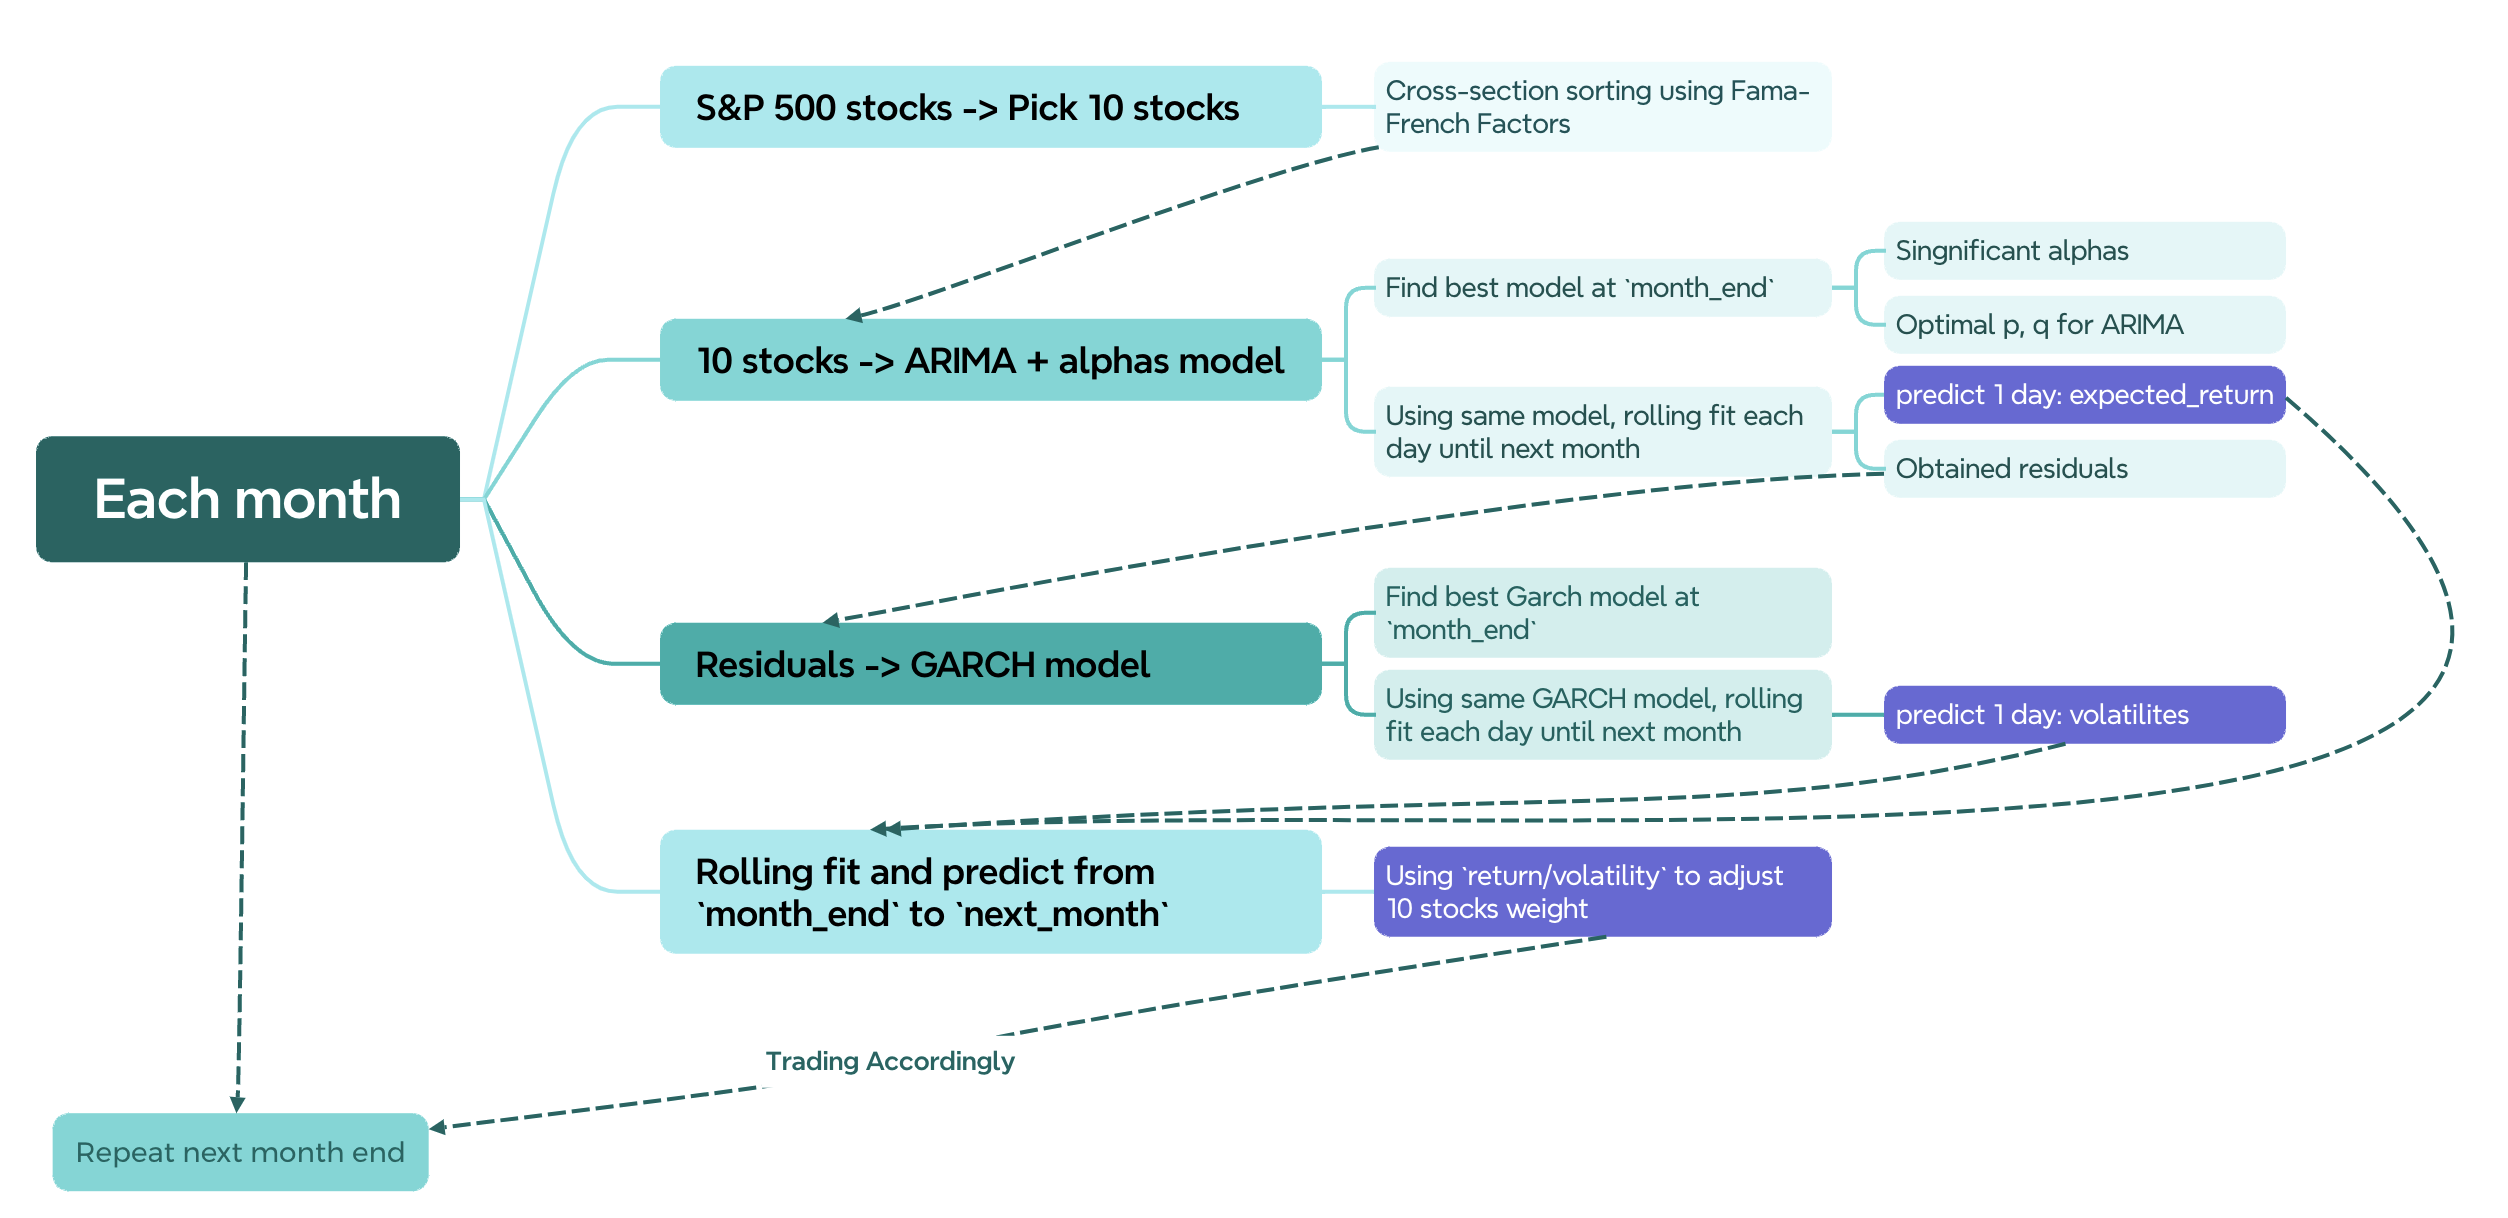 S&P 500 stocks -> Pick 10 stocks
Cross-section sorting using Fama-
French Factors
Singnificant alphas
Find best model at `month_end`
Optimal p, q for ARIMA
10 stocks -> ARIMA + alphas model
predict 1 day: expected_return
Using same model, rolling fit each
day until next month
Obtained residuals
Each month
Find best Garch model at
`month_end`
Residuals -> GARCH model
Using same GARCH model, rolling
fit each day until next month
predict 1 day: volatilites
Rolling fit and predict from
`month_end` to `next_month`
Using `return/volatility` to adjust
10 stocks weight
Trading Accordingly
Repeat next month end